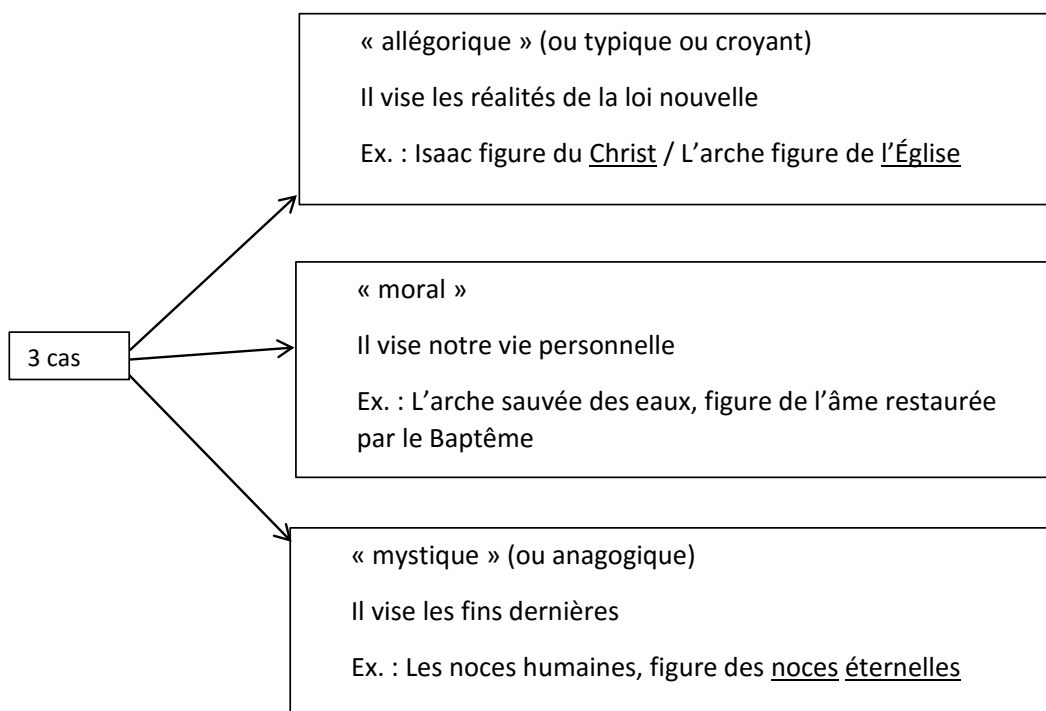 « allégorique » (ou typique ou croyant)
Il vise les réalités de la loi nouvelle
Ex. : Isaac figure du Christ / L’arche figure de l’Église
3 cas
« moral »
Il vise notre vie personnelle
Ex. : L’arche sauvée des eaux, figure de l’âme restaurée
par le Baptême
« mystique » (ou anagogique)
Il vise les fins dernières
Ex. : Les noces humaines, figure des noces éternelles